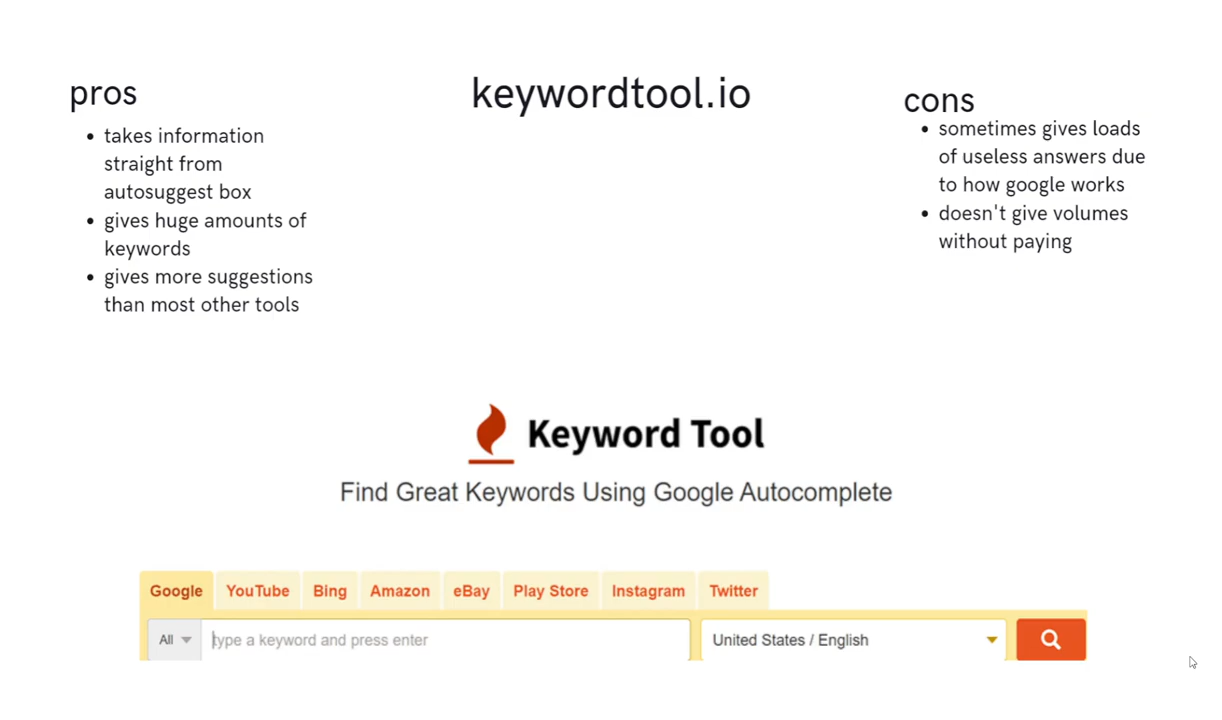 pros
keywordtool.io
cons
• takes information
straight from
autosuggest box
• gives huge amounts of
keywords
• gives more suggestions
than most other tools
• sometimes gives loads
of useless answers due
to how google works
• doesn't give volumes
without paying
Keyword Tool
Find Great Keywords Using Google Autocomplete
Google YouTube Bing Amazon eBay Play Store Instagram Twitter
All type a keyword and press enter United States / English